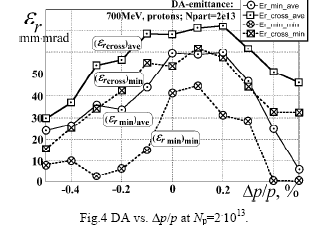 DA-emittance:
700MeV, protons; Npart=2e13
Er_min_ave
Er_cross_ave
Er_min_min
Er_cross_min
εr
mm·mrad
(εrcross)ave
(εrcross)min
(εr min)ave
(εr min)min
50
40
30
20
10
0
-0.4 -0.2 0 0.2 Δp/p, %
Fig.4 DA vs. Δp/p at Np=2·10¹³.